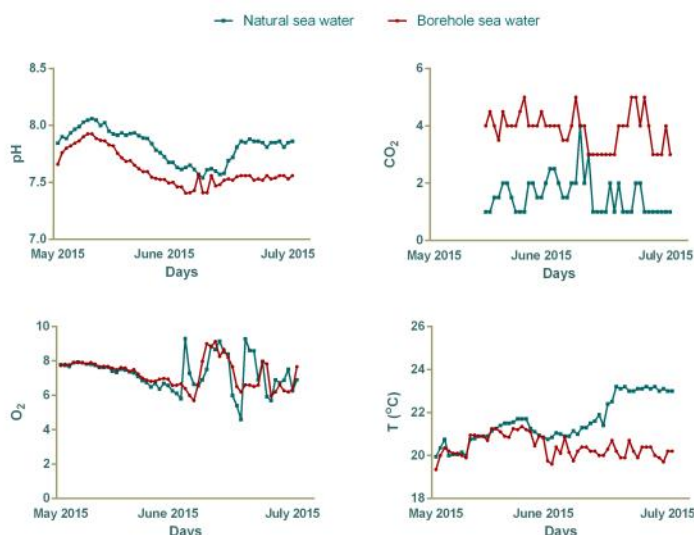 Natural sea water
Borehole sea water
8.5
8.0
7.5
7.0
pH
May 2015
June 2015
July 2015
Days
6
4
2
0
CO2
May 2015
June 2015
July 2015
Days
10
8
6
4
2
0
O2
May 2015
June 2015
July 2015
Days
26
24
22
20
18
T (°C)
May 2015
June 2015
July 2015
Days